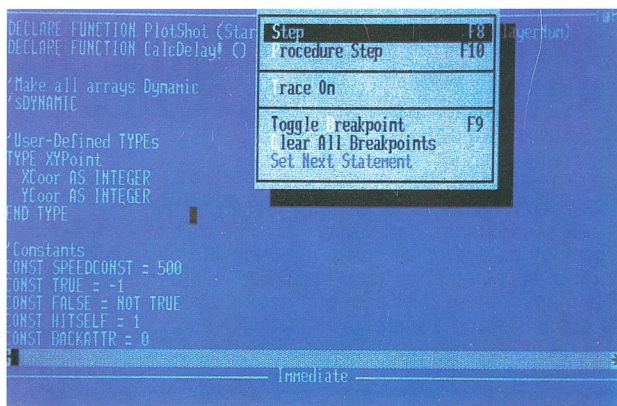 DECLARE FUNCTION PlotShot (Star
layerNum)
DECLARE FUNCTION CalcDelay! ()
'Make all arrays Dynamic
'$DYNAMIC
'User-Defined TYPEs
TYPE XYPoint
XCoor AS INTEGER
YCoor AS INTEGER
END TYPE
'Constants
CONST SPEEDCONST = 500
CONST TRUE = -1
CONST FALSE = NOT TRUE
CONST HITSELF = 1
CONST BACKATTR = 0
Step F8
Procedure Step F10
Trace On
Toggle Breakpoint F9
Clear All Breakpoints
Set Next Statement
Immediate